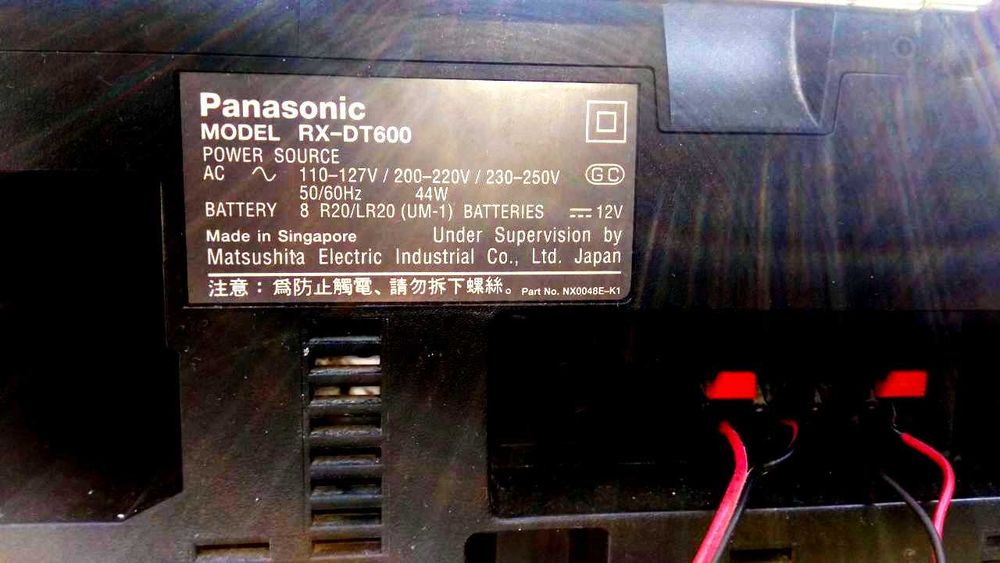 Panasonic
MODEL RX-DT600
POWER SOURCE
AC ∿ 110-127V / 200-220V / 230-250V GC
50/60Hz 44W
BATTERY 8 R20/LR20 (UM-1) BATTERIES ⎓ 12V
Made in Singapore Under Supervision by
Matsushita Electric Industrial Co., Ltd. Japan
注意：為防止觸電、請勿拆下螺絲。 Part No. NX0048E-K1